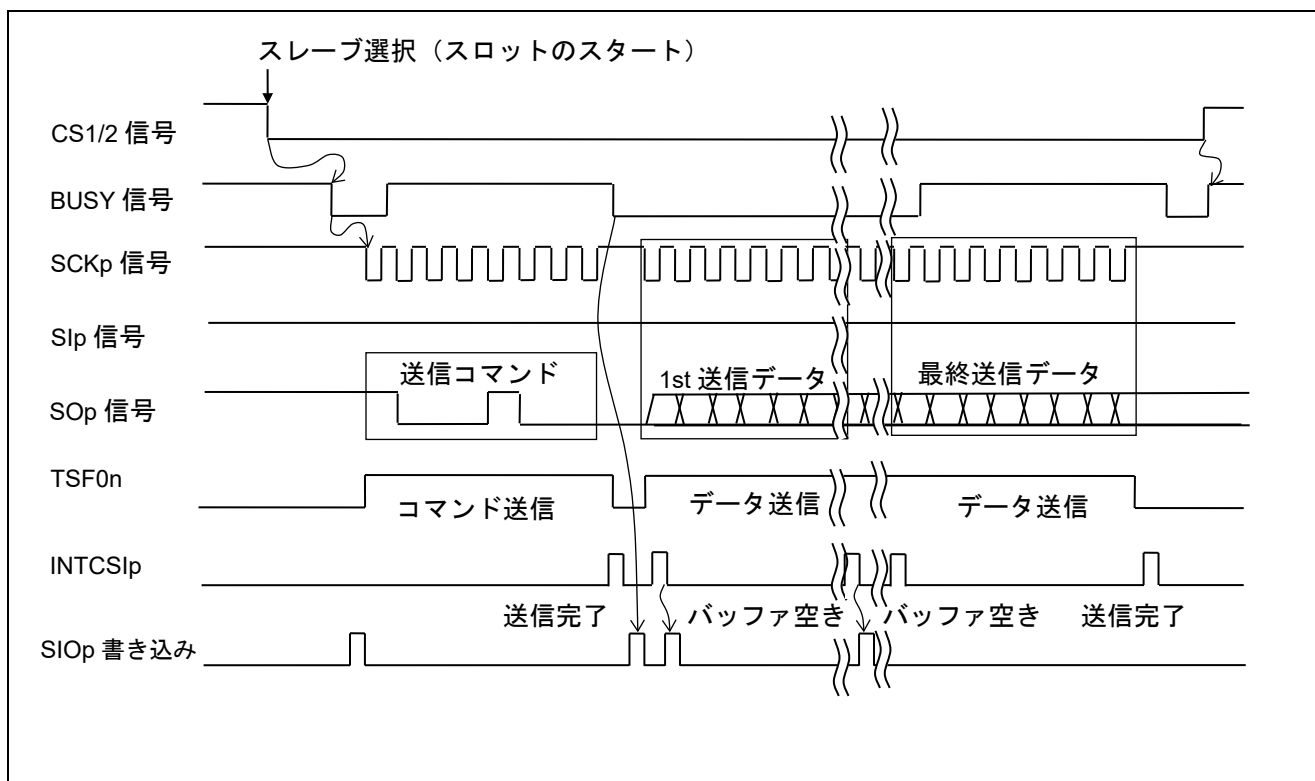 スレーブ選択（スロットのスタート）
CS1/2 信号
BUSY 信号
SCKp 信号
SIp 信号
送信コマンド
1st 送信データ
最終送信データ
SOp 信号
TSF0n
コマンド送信
データ送信
データ送信
INTCSIp
送信完了
バッファ空き
バッファ空き
送信完了
SIOp 書き込み